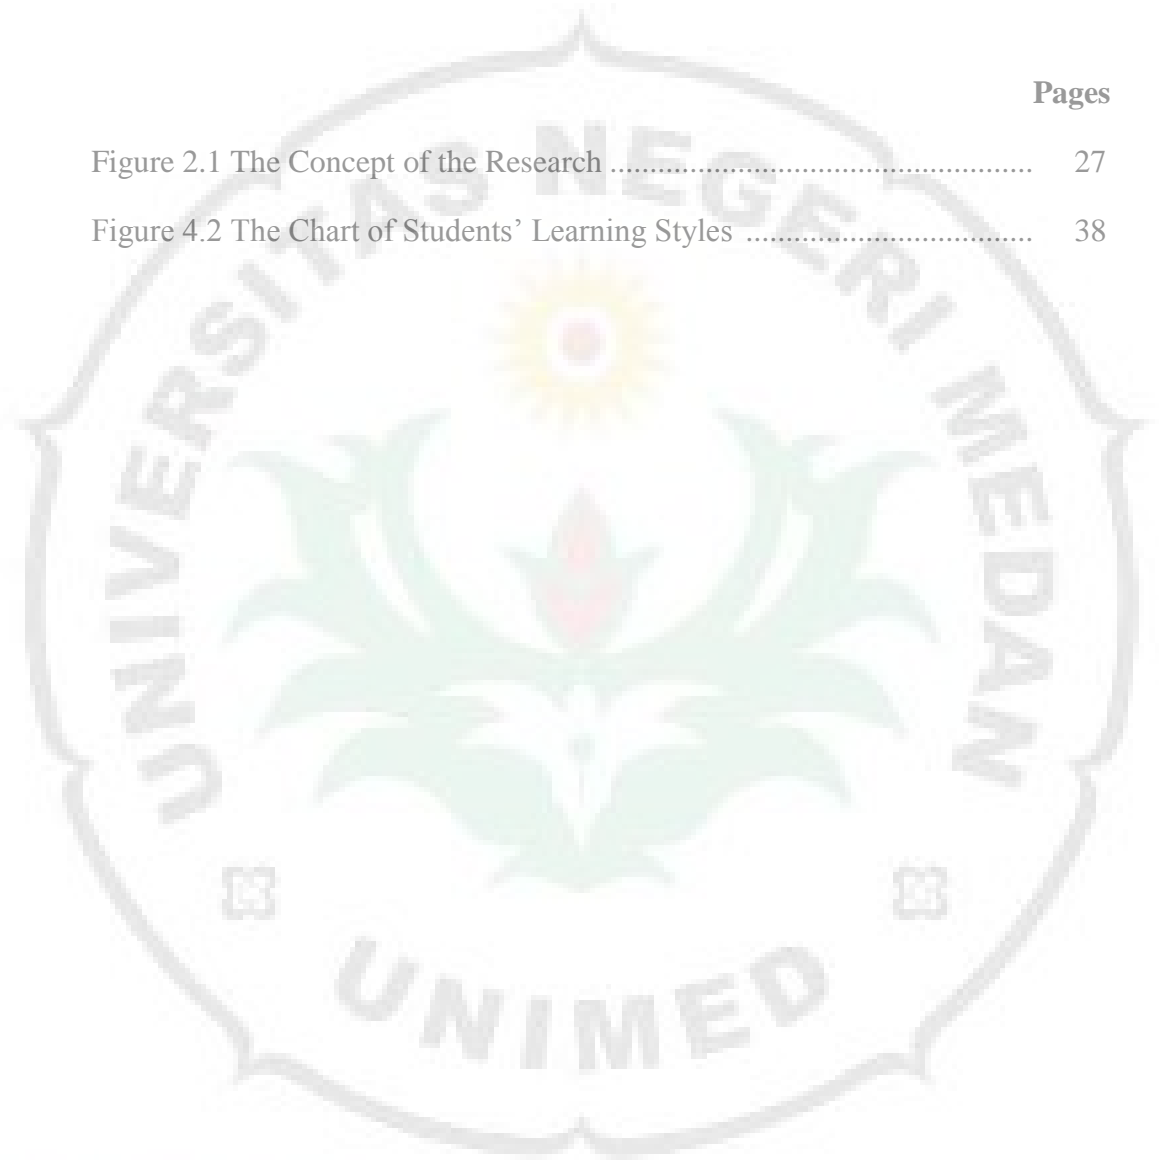 Pages
Figure 2.1 The Concept of the Research ...................................................... 27
Figure 4.2 The Chart of Students’ Learning Styles ..................................... 38
UNIVERSITAS NEGERI MEDAN
UNIMED